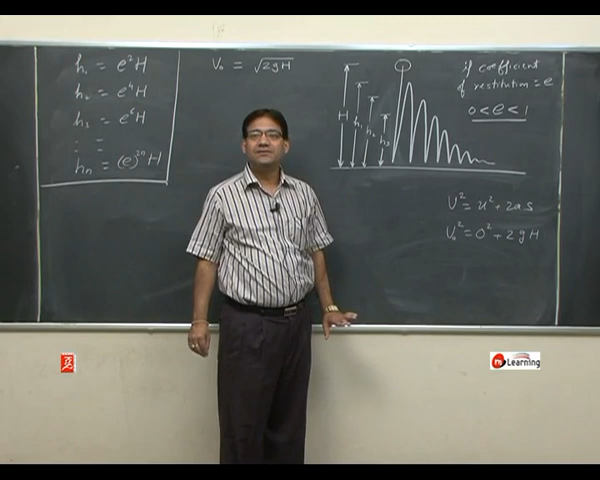 h₁ = e²H
h₂ = e⁴H
h₃ = e⁶H
: =
hₙ = (e)²ⁿ H
V₀ = √2gH
H
h₁
h₂
h₃
if coefficient
of restitution = e
0 < e < 1
V² = u² + 2as
V₀² = 0² + 2gH
Learning